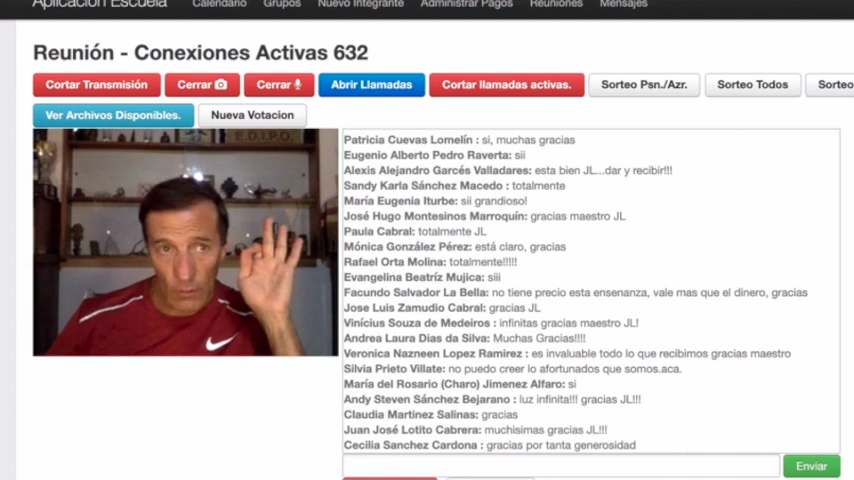 Aplicación Escuela Calendario Grupos Nuevo Integrante Administrar Pagos Reuniones Mensajes
Reunión - Conexiones Activas 632
Cortar Transmisión Cerrar Cerrar Abrir Llamadas Cortar llamadas activas. Sorteo Psn./Azr. Sorteo Todos Sorteo
Ver Archivos Disponibles. Nueva Votacion
E.D.I.P.O.
Patricia Cuevas Lomelín : si, muchas gracias
Eugenio Alberto Pedro Raverta: sii
Alexis Alejandro Garcés Valladares: esta bien JL...dar y recibir!!!
Sandy Karla Sánchez Macedo : totalmente
María Eugenia Iturbe: sii grandioso!
José Hugo Montesinos Marroquín: gracias maestro JL
Paula Cabral: totalmente JL
Mónica González Pérez: está claro, gracias
Rafael Orta Molina: totalmente!!!!!
Evangelina Beatríz Mujica: siii
Facundo Salvador La Bella: no tiene precio esta ensenanza, vale mas que el dinero, gracias
Jose Luis Zamudio Cabral: gracias JL
Vinícius Souza de Medeiros : infinitas gracias maestro JL!
Andrea Laura Dias da Silva: Muchas Gracias!!!!
Veronica Nazneen Lopez Ramirez : es invaluable todo lo que recibimos gracias maestro
Silvia Prieto Villate: no puedo creer lo afortunados que somos.aca.
María del Rosario (Charo) Jimenez Alfaro: si
Andy Steven Sánchez Bejarano : luz infinita!!! gracias JL!!!
Claudia Martinez Salinas: gracias
Juan José Lotito Cabrera: muchisimas gracias JL!!!
Cecilia Sanchez Cardona : gracias por tanta generosidad
Enviar